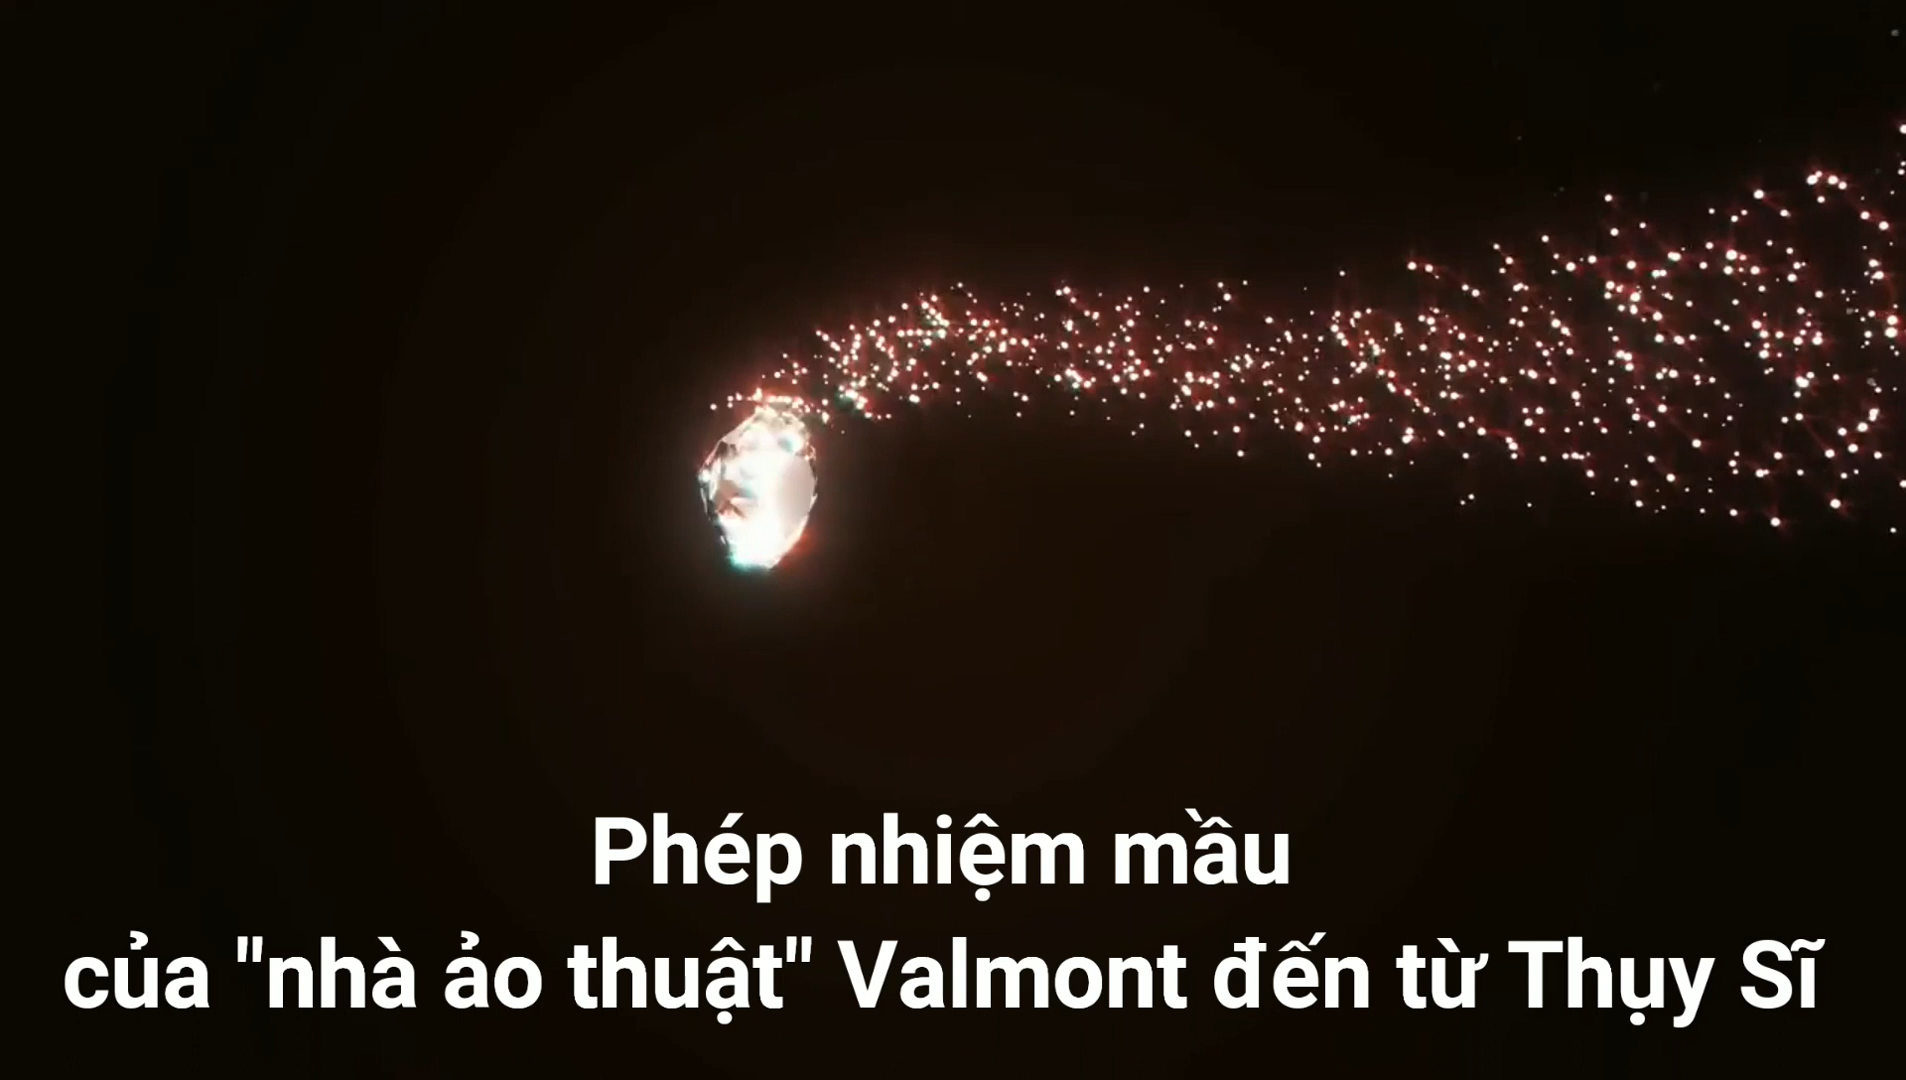 Phép nhiệm mầu
của "nhà ảo thuật" Valmont đến từ Thụy Sĩ